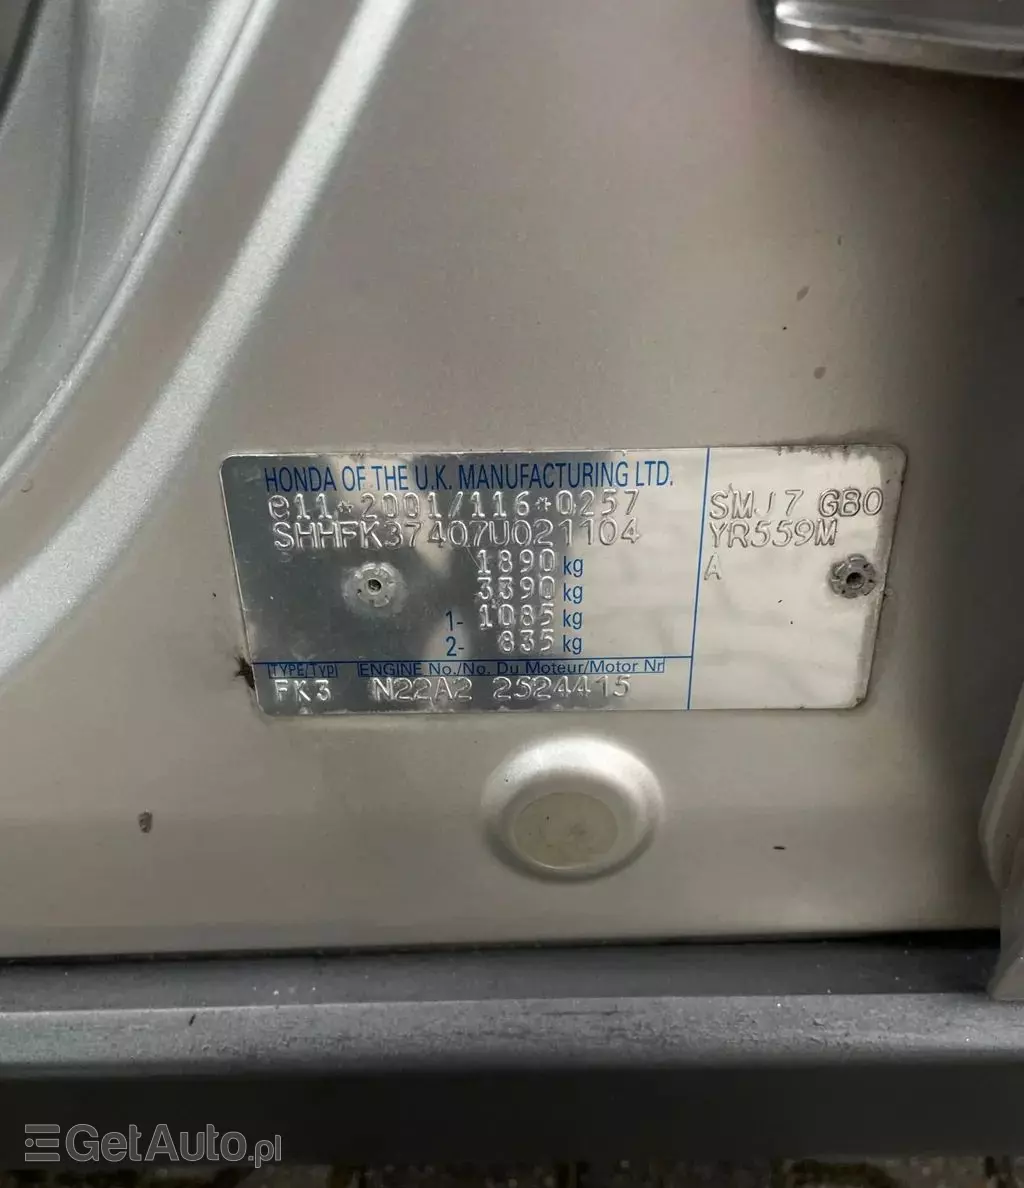 HONDA OF THE U.K. MANUFACTURING LTD.
e11*2001/116*0257
SHHFK37407U021104
1890 kg
3390 kg
1- 1085 kg
2- 835 kg
TYPE/TYP ENGINE No./No. Du Moteur/Motor Nr
FK3 N22A2 2524415
SMJ7 GBO
YR559M
A
GetAuto.pl